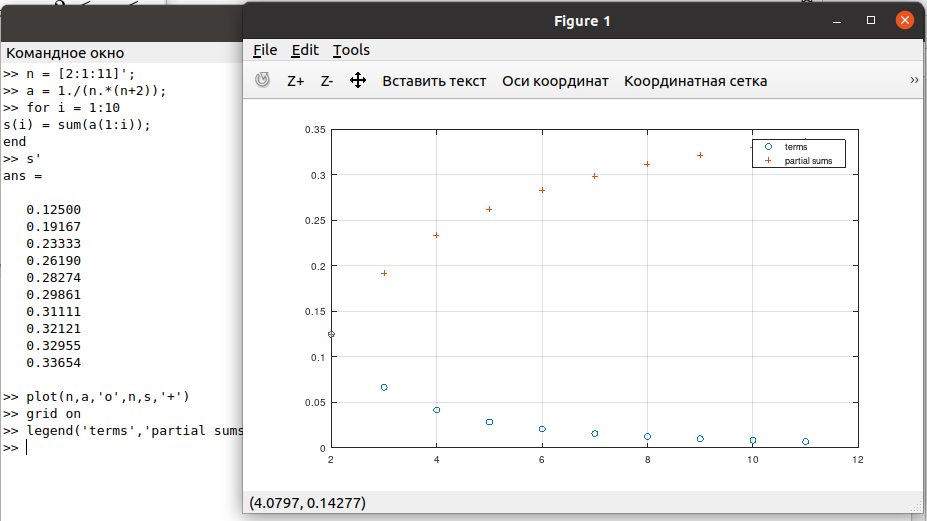 Figure 1
Командное окно
>> n = [2:1:11]';
>> a = 1./(n.*(n+2));
>> for i = 1:10
s(i) = sum(a(1:i));
end
>> s'
ans =
0.12500
0.19167
0.23333
0.26190
0.28274
0.29861
0.31111
0.32121
0.32955
0.33654
>> plot(n,a,'o',n,s,'+')
>> grid on
>> legend('terms','partial sums
>>
File Edit Tools
Z+ Z- Вставить текст Оси координат Координатная сетка »
0.35
0.3
0.25
0.2
0.15
0.1
0.05
0
2 4 6 8 10 12
terms
partial sums
(4.0797, 0.14277)